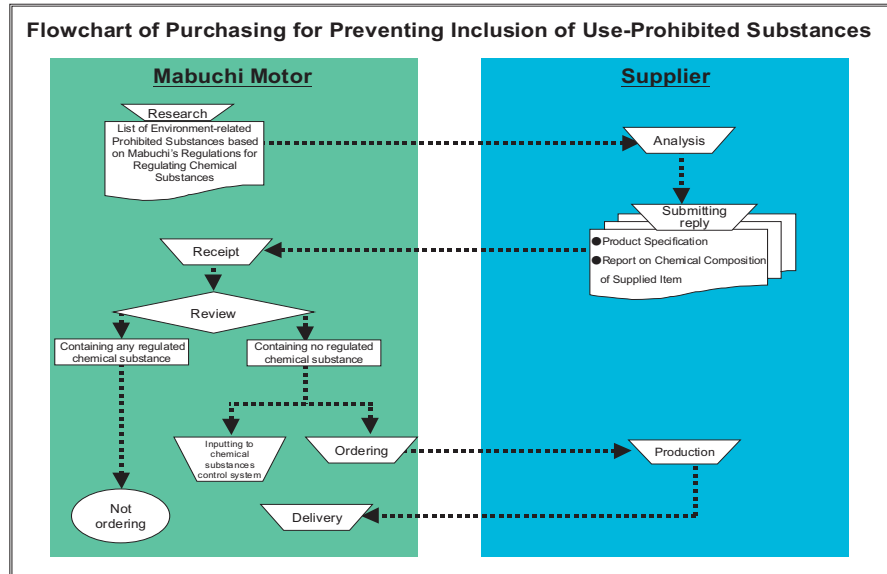 Flowchart of Purchasing for Preventing Inclusion of Use-Prohibited Substances
Mabuchi Motor
Research
List of Environment-related
Prohibited Substances based
on Mabuchi's Regulations for
Regulating Chemical
Substances
Supplier
Analysis
Submitting
reply
●Product Specification
●Report on Chemical Composition
of Supplied Item
Receipt
Review
Containing any regulated
chemical substance
Containing no regulated
chemical substance
Inputting to
chemical
substances
control system
Ordering
Production
Not
ordering
Delivery